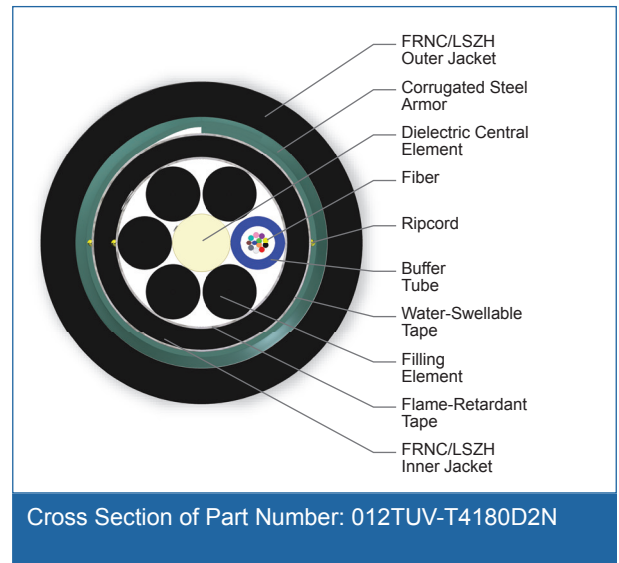 FRNC/LSZH
Outer Jacket
Corrugated Steel
Armor
Dielectric Central
Element
Fiber
Ripcord
Buffer
Tube
Water-Swellable
Tape
Filling
Element
Flame-Retardant
Tape
FRNC/LSZH
Inner Jacket
Cross Section of Part Number: 012TUV-T4180D2N